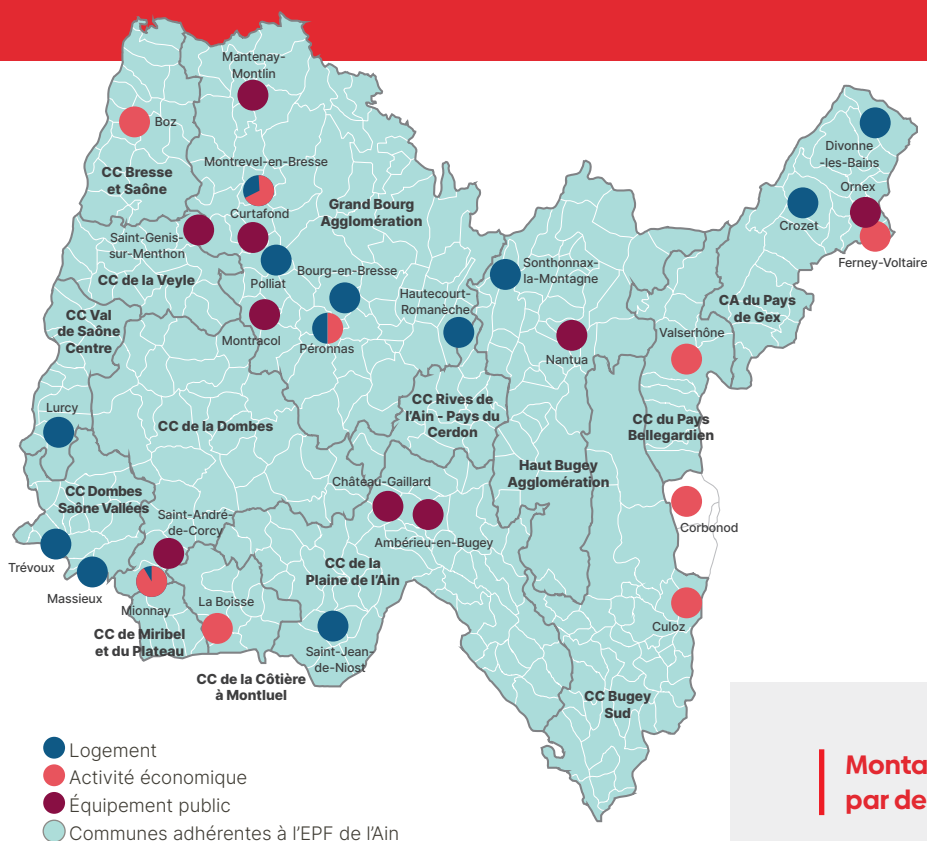 Mantenay-
Montlin
Boz
Divonne
-les-Bains
Montrevel-en-Bresse
CC Bresse
et Saône
Ornex
Grand Bourg
Agglomération
Curtafond
Crozet
Saint-Genis-
sur-Menthon
Ferney-Voltaire
Sonthonnax-
la-Montagne
Bourg-en-Bresse
CC de la Veyle
Polliat
Hautecourt-
Romanèche
CA du Pays
de Gex
CC Val
de Saône
Centre
Valserhône
Montracol
Péronnas
Nantua
CC Rives de
l'Ain - Pays du
Cerdon
Lurcy
CC de la Dombes
CC du Pays
Bellegardien
Haut Bugey
Agglomération
Château-Gaillard
CC Dombes
Saône Vallées
Saint-André-
de-Corcy
Corbonod
Ambérieu-en-Bugey
Trévoux
CC de la
Plaine de l'Ain
Massieux
La Boisse
Mionnay
Culoz
CC de Miribel
et du Plateau
Saint-Jean-
de-Niost
CC de la Côtière
à Montluel
CC Bugey
Sud
Logement
Activité économique
Équipement public
Communes adhérentes à l'EPF de l'Ain
Monta
par de